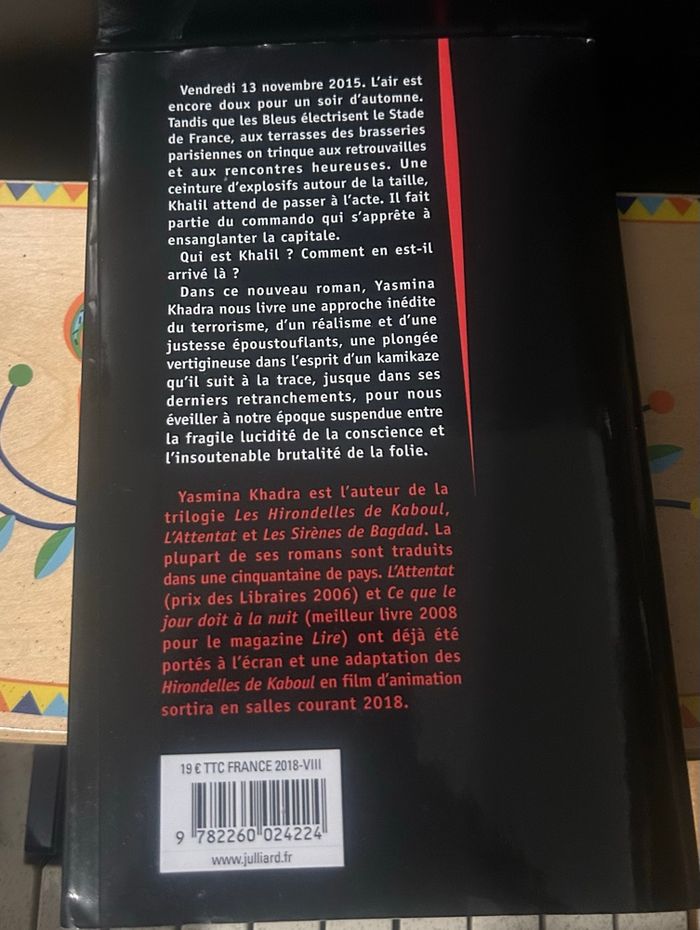 Vendredi 13 novembre 2015. L'air est
encore doux pour un soir d'automne.
Tandis que les Bleus électrisent le Stade
de France, aux terrasses des brasseries
parisiennes on trinque aux retrouvailles
et aux rencontres heureuses. Une
ceinture d'explosifs autour de la taille,
Khalil attend de passer à l'acte. Il fait
partie du commando qui s'apprête à
ensanglanter la capitale.
Qui est Khalil ? Comment en est-il
arrivé là ?
Dans ce nouveau roman, Yasmina
Khadra nous livre une approche inédite
du terrorisme, d'un réalisme et d'une
justesse époustouflants, une plongée
vertigineuse dans l'esprit d'un kamikaze
qu'il suit à la trace, jusque dans ses
derniers retranchements, pour nous
éveiller à notre époque suspendue entre
la fragile lucidité de la conscience et
l'insoutenable brutalité de la folie.
Yasmina Khadra est l'auteur de la
trilogie Les Hirondelles de Kaboul,
L'Attentat et Les Sirènes de Bagdad. La
plupart de ses romans sont traduits
dans une cinquantaine de pays. L'Attentat
(prix des Libraires 2006) et Ce que le
jour doit à la nuit (meilleur livre 2008
pour le magazine Lire) ont déjà été
portés à l'écran et une adaptation des
Hirondelles de Kaboul en film d'animation
sortira en salles courant 2018.
19 € TTC FRANCE 2018-VIII
9 782260 024224
www.julliard.fr